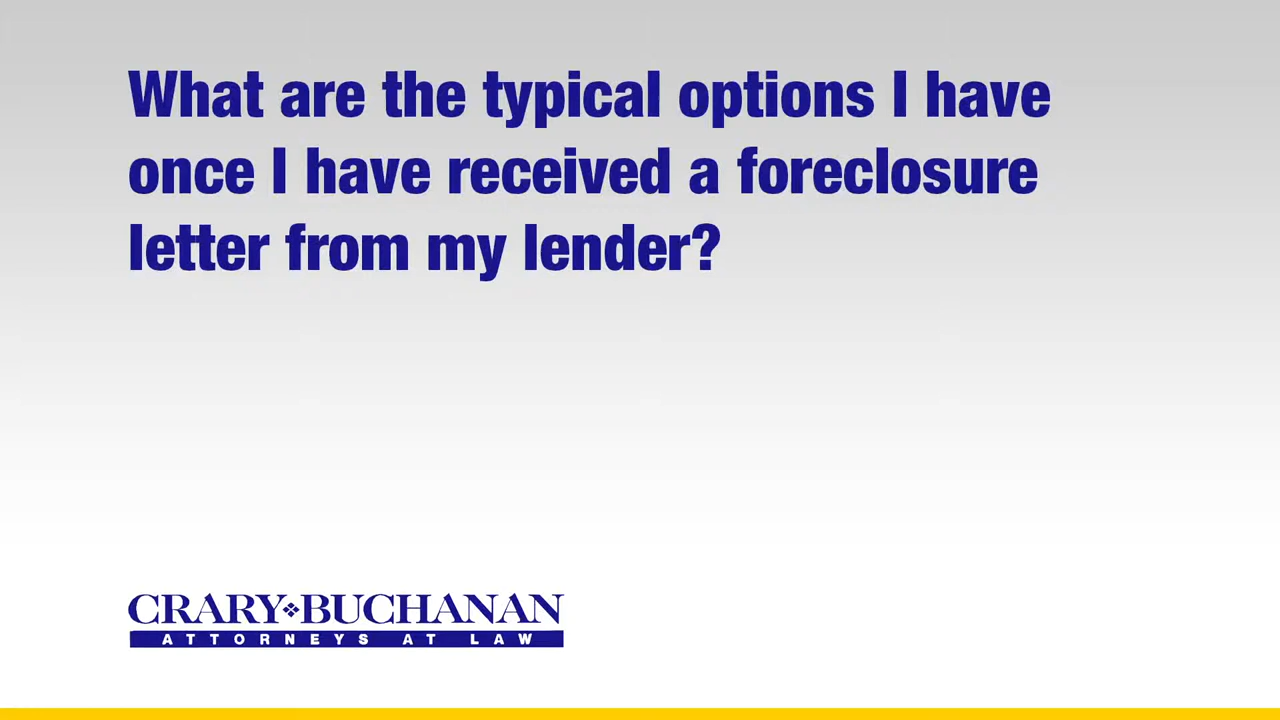 What are the typical options I have
once I have received a foreclosure
letter from my lender?
CRARY BUCHANAN
ATTORNEYS AT LAW